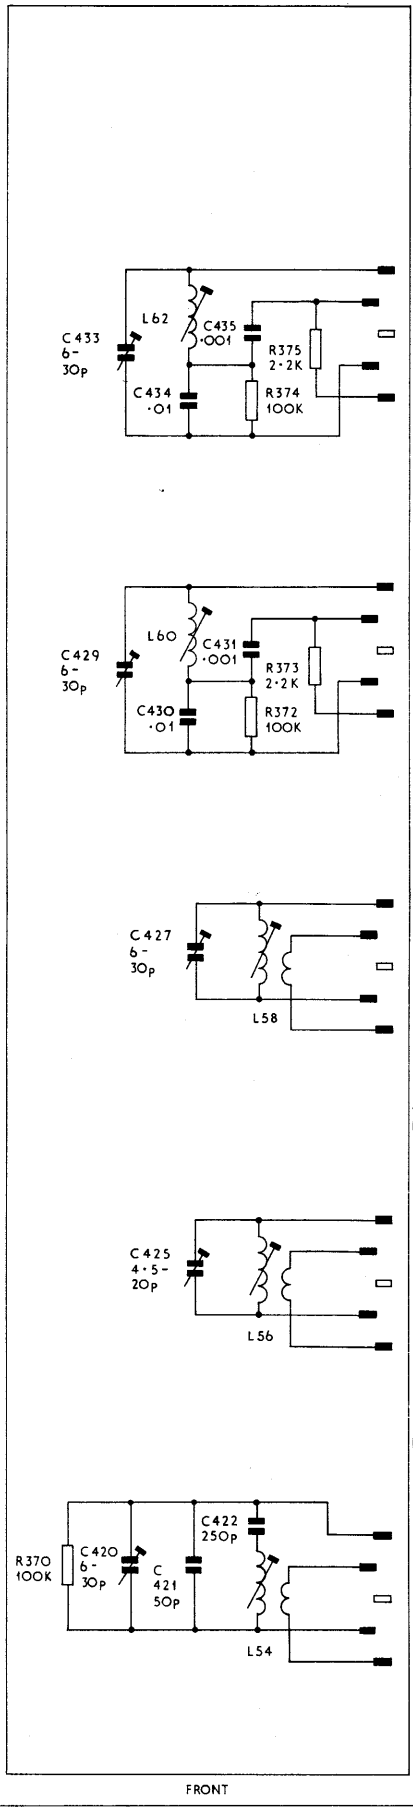 L62
C433
6-
30p
C435
·001
R375
2·2K
C434
·01
R374
100K
L60
C429
6-
30p
C431
·001
R373
2·2K
C430
·01
R372
100K
C427
6-
30p
L58
C425
4·5-
20p
L56
C422
250p
R370
100K
C420
6-
30p
C
421
50p
L54
FRONT